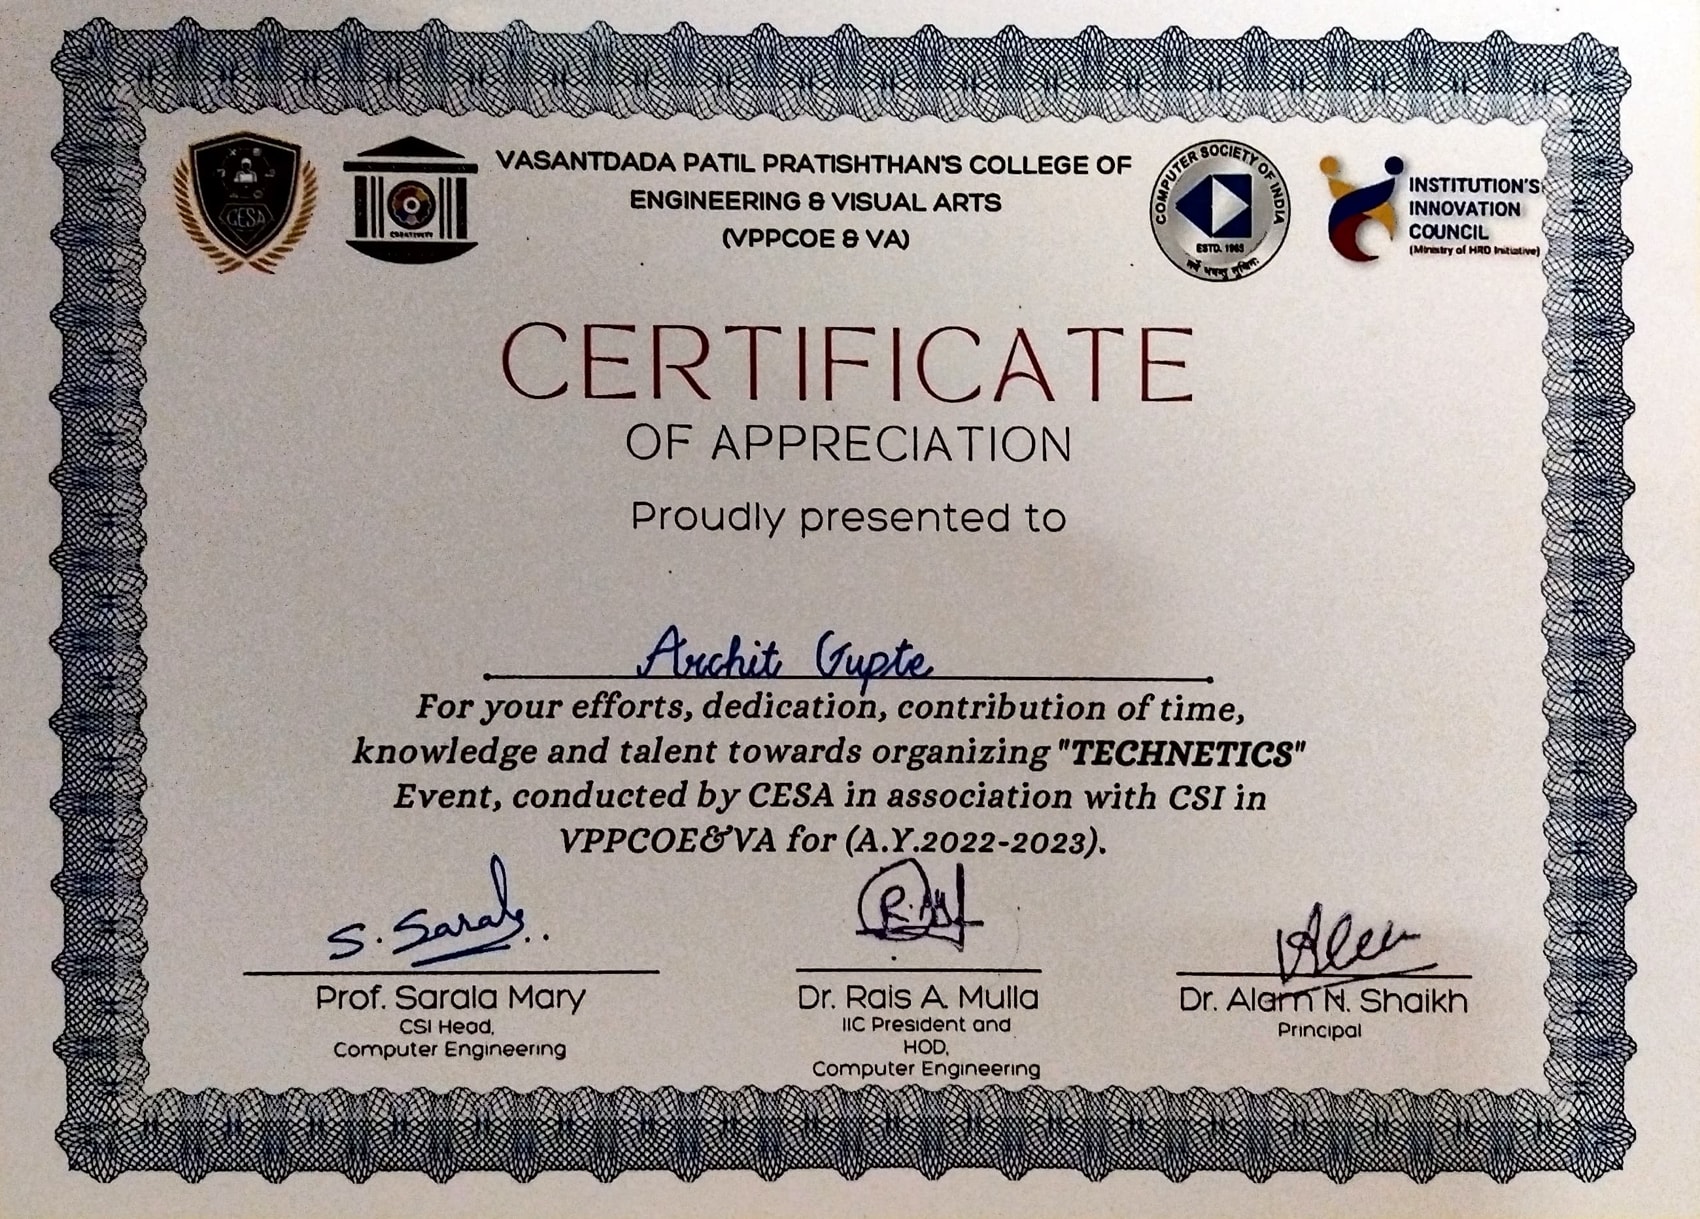 VASANTDADA PATIL PRATISHTHAN'S COLLEGE OF
ENGINEERING & VISUAL ARTS
(VPPCOE & VA)
CESA
CREATIVITY
COMPUTER SOCIETY OF INDIA
ESTD. 1965
सर्वे भवन्तु सुखिनः
INSTITUTION'S
INNOVATION
COUNCIL
(Ministry of HRD Initiative)
CERTIFICATE
OF APPRECIATION
Proudly presented to
Archit Gupte
For your efforts, dedication, contribution of time,
knowledge and talent towards organizing "TECHNETICS"
Event, conducted by CESA in association with CSI in
VPPCOE&VA for (A.Y.2022-2023).
S. Sarala
Prof. Sarala Mary
CSI Head,
Computer Engineering
Dr. Rais A. Mulla
IIC President and
HOD,
Computer Engineering
Dr. Alam N. Shaikh
Principal